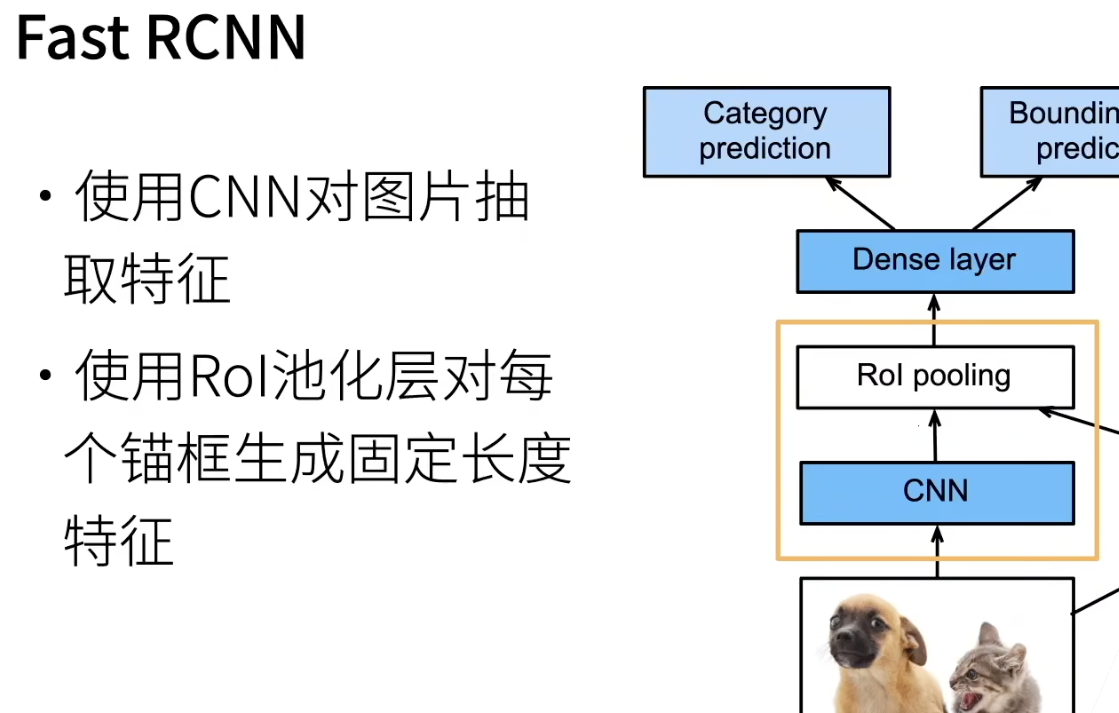 Fast RCNN
• 使用CNN对图片抽
取特征
• 使用RoI池化层对每
个锚框生成固定长度
特征
Category
prediction
Boundin
predic
Dense layer
RoI pooling
CNN